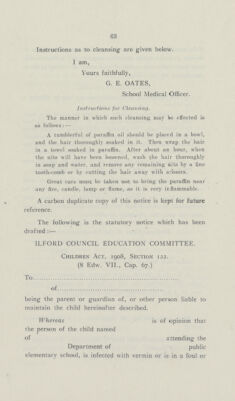 63
Instructions as to cleansing are given below.
I am,
Yours faithfully,
G. E. OATES,
School Medical Officer.
Instructions for Cleansing.
The manner in which such cleansing may be effected is
as follows:—
A tumblerful of paraffin oil should be placed in a bowl,
and the hair thoroughly soaked in it. Then wrap the hair
in a towel soaked in paraffin. After about an hour, when
the nits will have been loosened, wash the hair thoroughly
in soap and water, and remove any remaining nits by a fine
tooth-comb or by cutting the hair away with scissors.
Great care must be taken not to bring the paraffin near
any fire, candle, lamp or flame, as it is very inflammable.
A carbon duplicate copy of this notice is kept for future
reference.
The following is the statutory notice which has been
drafted:—
ILFORD COUNCIL EDUCATION COMMITTEE.
Children Act, 1908, Section 122.
(8 Edw. VII., Cap. 67.)
To
of
being the parent or guardian of, or other person liable to
maintain the child hereinafter described.
Whereas is of opinion that
the person of the child named
of attending the
Department of public
elementary school, is infected with vermin or is in a foul or